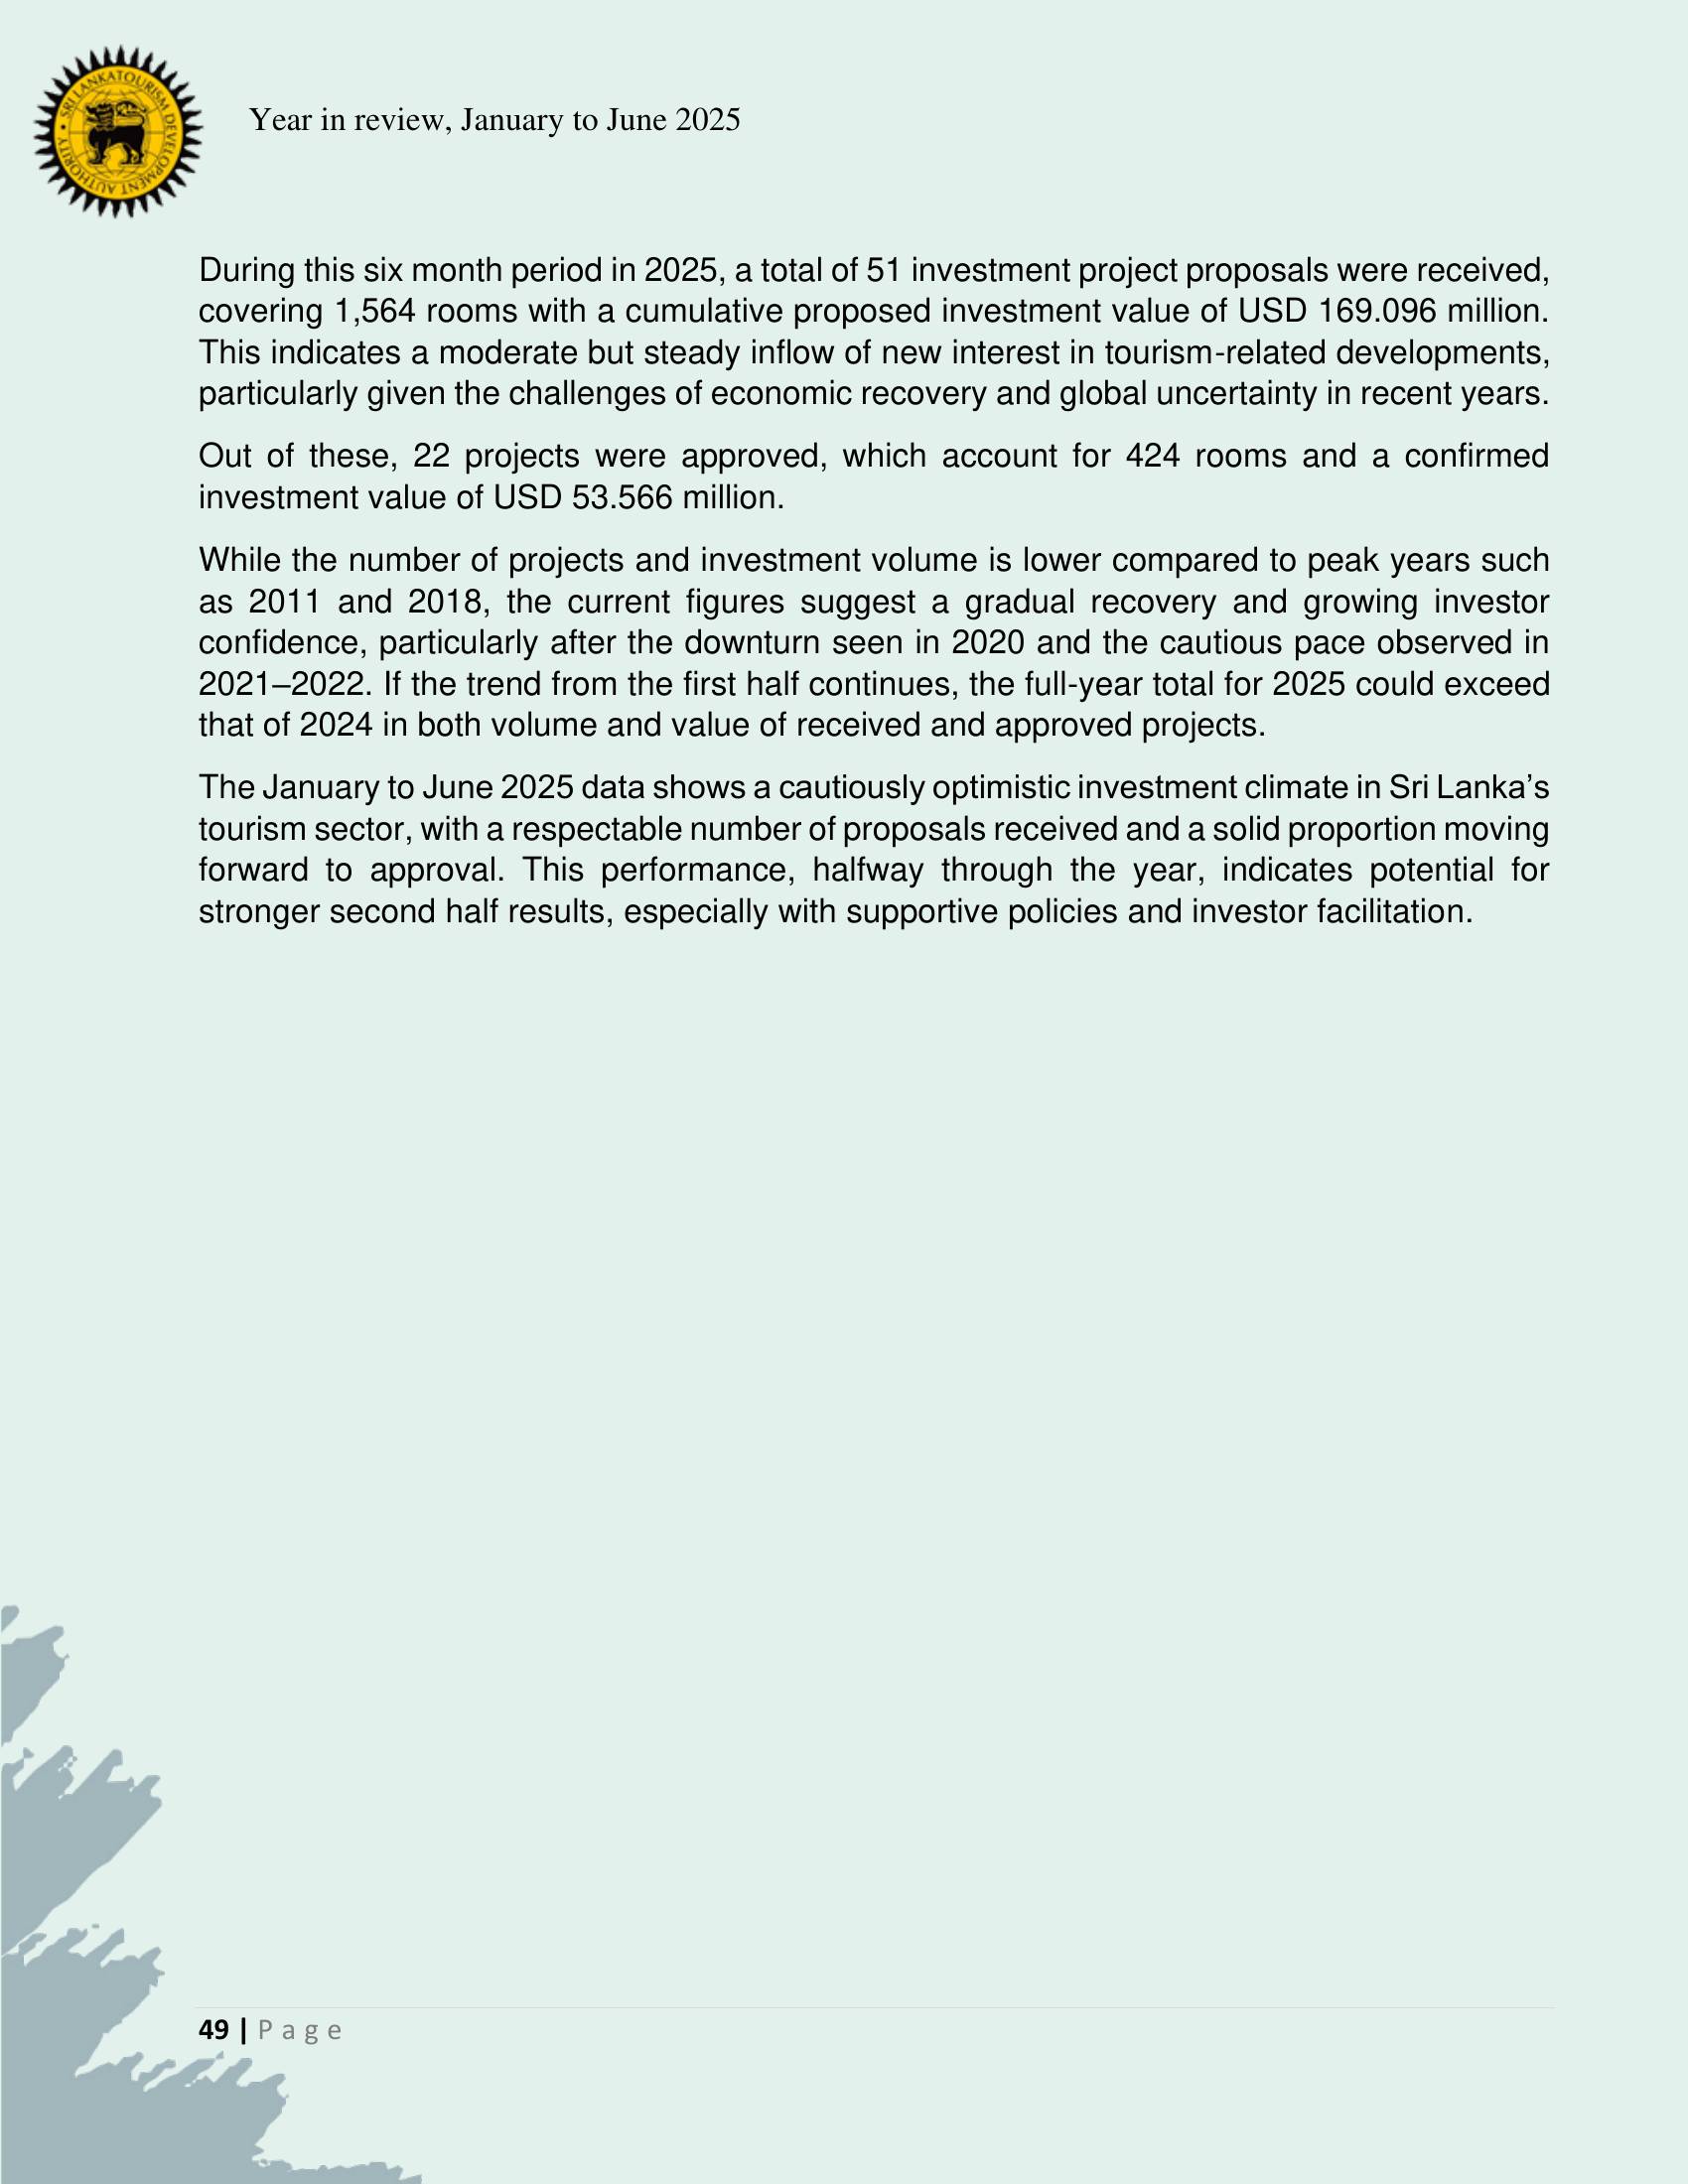 SRI LANKA TOURISM DEVELOPMENT AUTHORITY •
Year in review, January to June 2025
During this six month period in 2025, a total of 51 investment project proposals were received,
covering 1,564 rooms with a cumulative proposed investment value of USD 169.096 million.
This indicates a moderate but steady inflow of new interest in tourism-related developments,
particularly given the challenges of economic recovery and global uncertainty in recent years.
Out of these, 22 projects were approved, which account for 424 rooms and a confirmed
investment value of USD 53.566 million.
While the number of projects and investment volume is lower compared to peak years such
as 2011 and 2018, the current figures suggest a gradual recovery and growing investor
confidence, particularly after the downturn seen in 2020 and the cautious pace observed in
2021–2022. If the trend from the first half continues, the full-year total for 2025 could exceed
that of 2024 in both volume and value of received and approved projects.
The January to June 2025 data shows a cautiously optimistic investment climate in Sri Lanka’s
tourism sector, with a respectable number of proposals received and a solid proportion moving
forward to approval. This performance, halfway through the year, indicates potential for
stronger second half results, especially with supportive policies and investor facilitation.
49 | Page